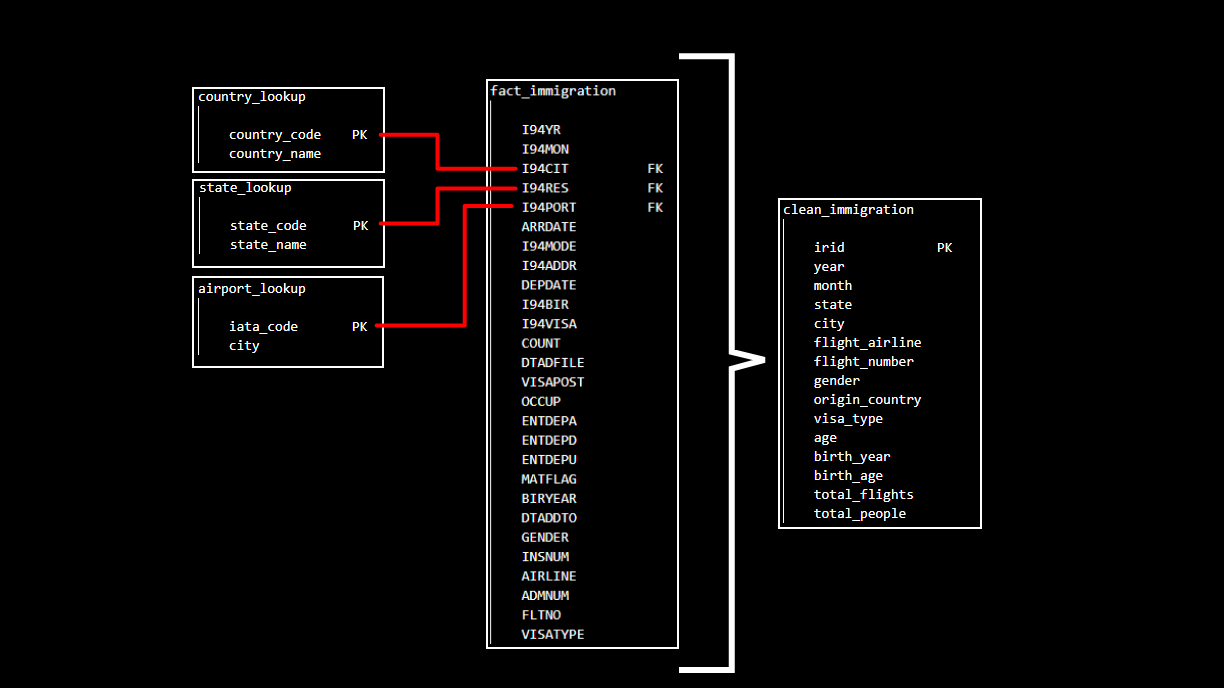 country_lookup
country_code PK
country_name
state_lookup
state_code PK
state_name
airport_lookup
iata_code PK
city
fact_immigration
I94YR
I94MON
I94CIT FK
I94RES FK
I94PORT FK
ARRDATE
I94MODE
I94ADDR
DEPDATE
I94BIR
I94VISA
COUNT
DTADFILE
VISAPOST
OCCUP
ENTDEPA
ENTDEPD
ENTDEPU
MATFLAG
BIRYEAR
DTADDTO
GENDER
INSNUM
AIRLINE
ADMNUM
FLTNO
VISATYPE
clean_immigration
irid PK
year
month
state
city
flight_airline
flight_number
gender
origin_country
visa_type
age
birth_year
birth_age
total_flights
total_people